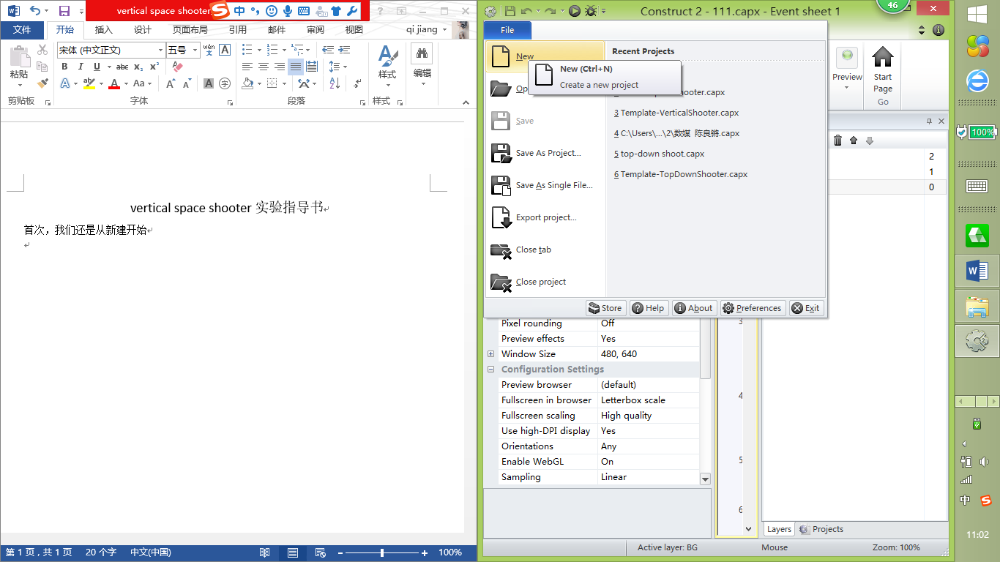 vertical space shooter
文件
开始
插入
设计
页面布局
引用
邮件
审阅
视图
qi jiang
粘贴
宋体 (中文正文)
五号
wén
文
A
B I U abc x₂ x²
A
A ab A Aa A A
A 字
样式
编辑
剪贴板
字体
段落
样式
vertical space shooter 实验指导书
首次，我们还是从新建开始
第 1 页，共 1 页
20 个字
中文(中国)
100%
Construct 2 - 111.capx - Event sheet 1
46
File
New
New (Ctrl+N)
Create a new project
Save
Save As Project...
Save As Single File...
Export project...
Close tab
Close project
Recent Projects
hooter.capx
3 Template-VerticalShooter.capx
4 C:\Users\...\2\数媒 陈良锵.capx
5 top-down shoot.capx
6 Template-TopDownShooter.capx
Store
Help
About
Preferences
Exit
Preview
Start Page
Go
2
1
0
Pixel rounding Off
Preview effects Yes
Window Size 480, 640
Configuration Settings
Preview browser (default)
Fullscreen in browser Letterbox scale
Fullscreen scaling High quality
Use high-DPI display Yes
Orientations Any
Enable WebGL On
Sampling Linear
3
4
5
6
Layers
Projects
Active layer: BG
Mouse
Zoom: 100%
100%
中
11:02